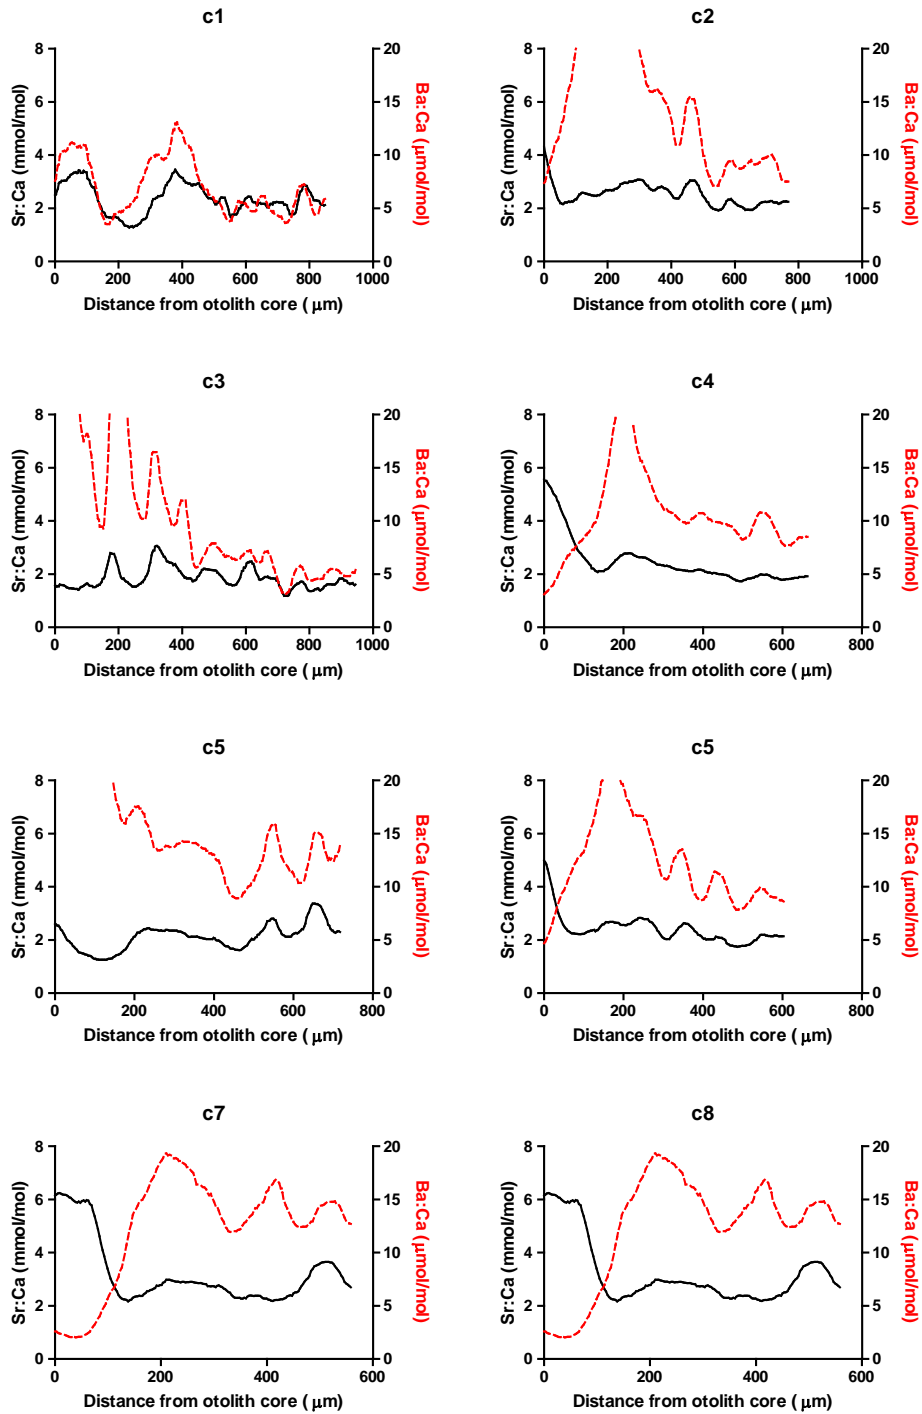 c1
8
6
4
2
0
Sr:Ca (mmol/mol)
20
15
10
5
0
Ba:Ca (μmol/mol)
0 200 400 600 800 1000
Distance from otolith core ( μm)
c2
8
6
4
2
0
Sr:Ca (mmol/mol)
20
15
10
5
0
Ba:Ca (μmol/mol)
0 200 400 600 800 1000
Distance from otolith core ( μm)
c3
8
6
4
2
0
Sr:Ca (mmol/mol)
20
15
10
5
0
Ba:Ca (μmol/mol)
0 200 400 600 800 1000
Distance from otolith core ( μm)
c4
8
6
4
2
0
Sr:Ca (mmol/mol)
20
15
10
5
0
Ba:Ca (μmol/mol)
0 200 400 600 800
Distance from otolith core ( μm)
c5
8
6
4
2
0
Sr:Ca (mmol/mol)
20
15
10
5
0
Ba:Ca (μmol/mol)
0 200 400 600 800
Distance from otolith core ( μm)
c5
8
6
4
2
0
Sr:Ca (mmol/mol)
20
15
10
5
0
Ba:Ca (μmol/mol)
0 200 400 600 800
Distance from otolith core ( μm)
c7
8
6
4
2
0
Sr:Ca (mmol/mol)
20
15
10
5
0
Ba:Ca (μmol/mol)
0 200 400 600
Distance from otolith core ( μm)
c8
8
6
4
2
0
Sr:Ca (mmol/mol)
20
15
10
5
0
Ba:Ca (μmol/mol)
0 200 400 600
Distance from otolith core ( μm)